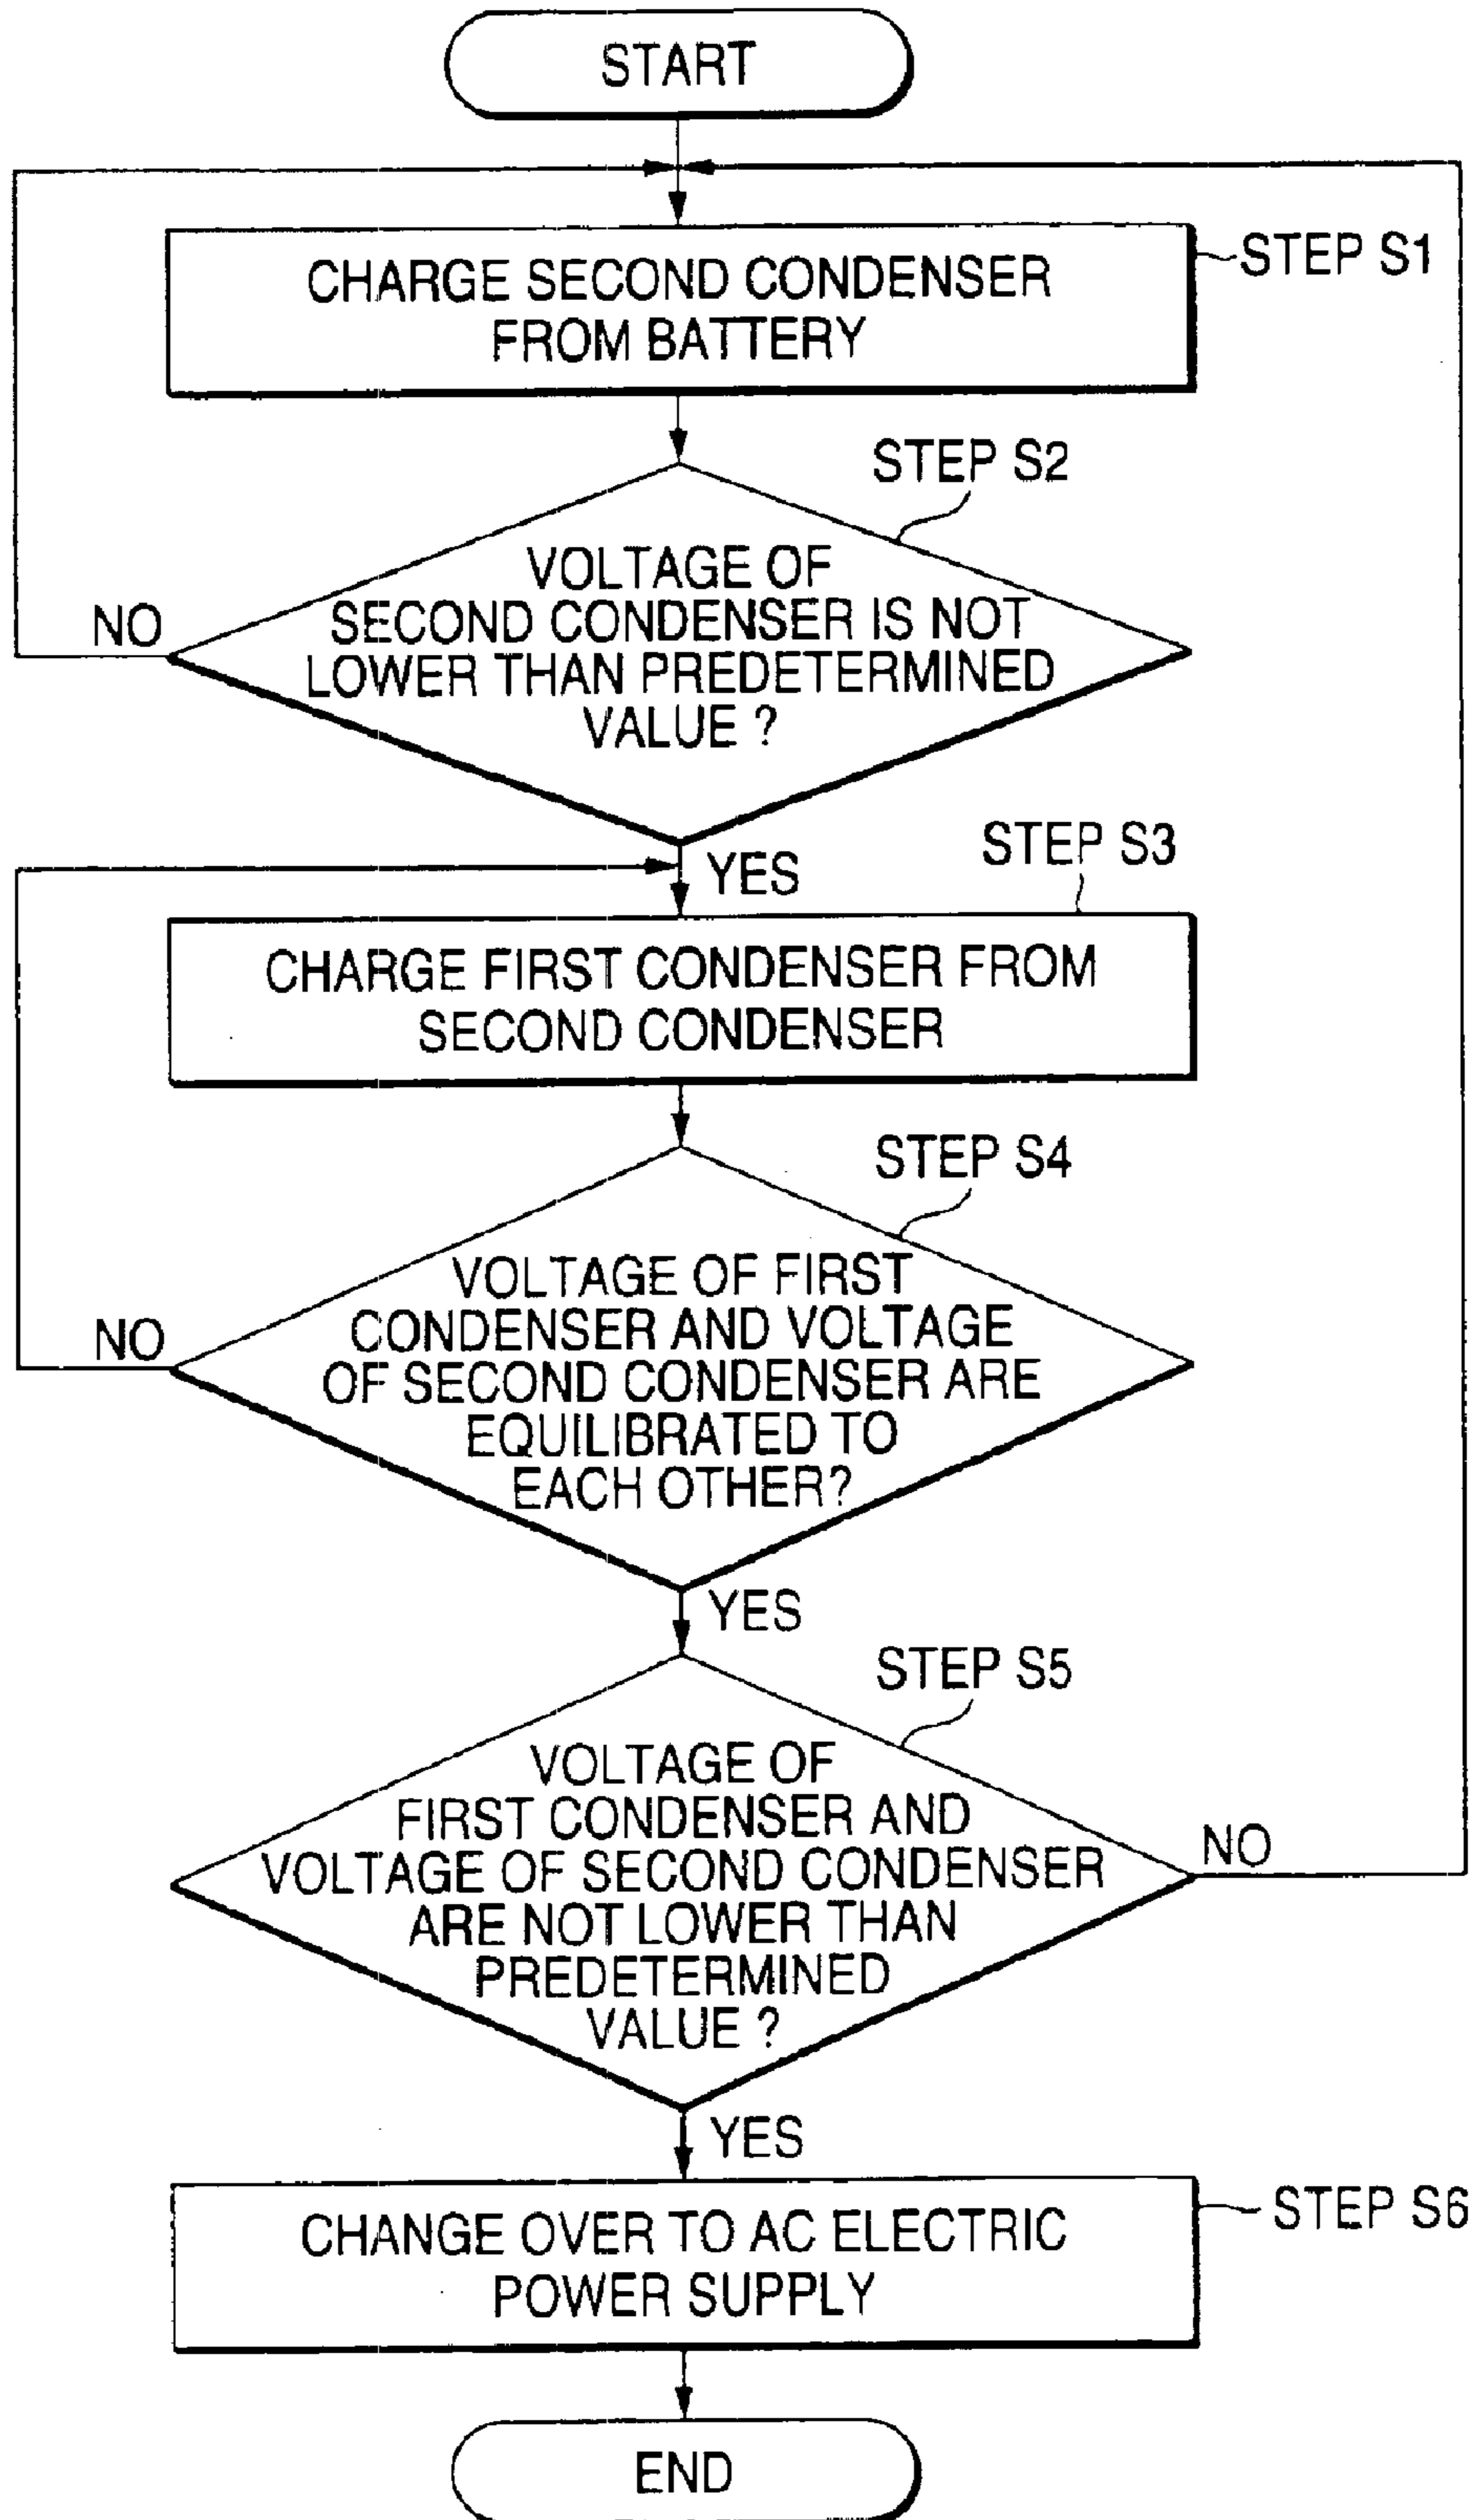 START
CHARGE SECOND CONDENSER
FROM BATTERY
STEP S1
STEP S2
VOLTAGE OF
SECOND CONDENSER IS NOT
LOWER THAN PREDETERMINED
VALUE ?
NO
YES
STEP S3
CHARGE FIRST CONDENSER FROM
SECOND CONDENSER
STEP S4
VOLTAGE OF FIRST
CONDENSER AND VOLTAGE
OF SECOND CONDENSER ARE
EQUILIBRATED TO
EACH OTHER?
NO
YES
STEP S5
VOLTAGE OF
FIRST CONDENSER AND
VOLTAGE OF SECOND CONDENSER
ARE NOT LOWER THAN
PREDETERMINED
VALUE ?
NO
YES
CHANGE OVER TO AC ELECTRIC
POWER SUPPLY
STEP S6
END